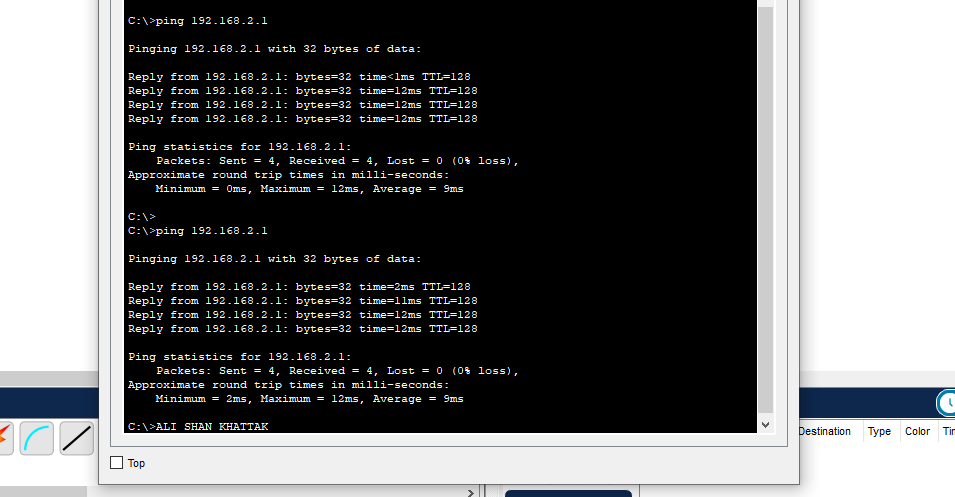 C:\>ping 192.168.2.1
Pinging 192.168.2.1 with 32 bytes of data:
Reply from 192.168.2.1: bytes=32 time<1ms TTL=128
Reply from 192.168.2.1: bytes=32 time=12ms TTL=128
Reply from 192.168.2.1: bytes=32 time=12ms TTL=128
Reply from 192.168.2.1: bytes=32 time=12ms TTL=128
Ping statistics for 192.168.2.1:
Packets: Sent = 4, Received = 4, Lost = 0 (0% loss),
Approximate round trip times in milli-seconds:
Minimum = 0ms, Maximum = 12ms, Average = 9ms
C:\>
C:\>ping 192.168.2.1
Pinging 192.168.2.1 with 32 bytes of data:
Reply from 192.168.2.1: bytes=32 time=2ms TTL=128
Reply from 192.168.2.1: bytes=32 time=11ms TTL=128
Reply from 192.168.2.1: bytes=32 time=12ms TTL=128
Reply from 192.168.2.1: bytes=32 time=12ms TTL=128
Ping statistics for 192.168.2.1:
Packets: Sent = 4, Received = 4, Lost = 0 (0% loss),
Approximate round trip times in milli-seconds:
Minimum = 2ms, Maximum = 12ms, Average = 9ms
C:\>ALI SHAN KHATTAK
Destination Type Color
Top